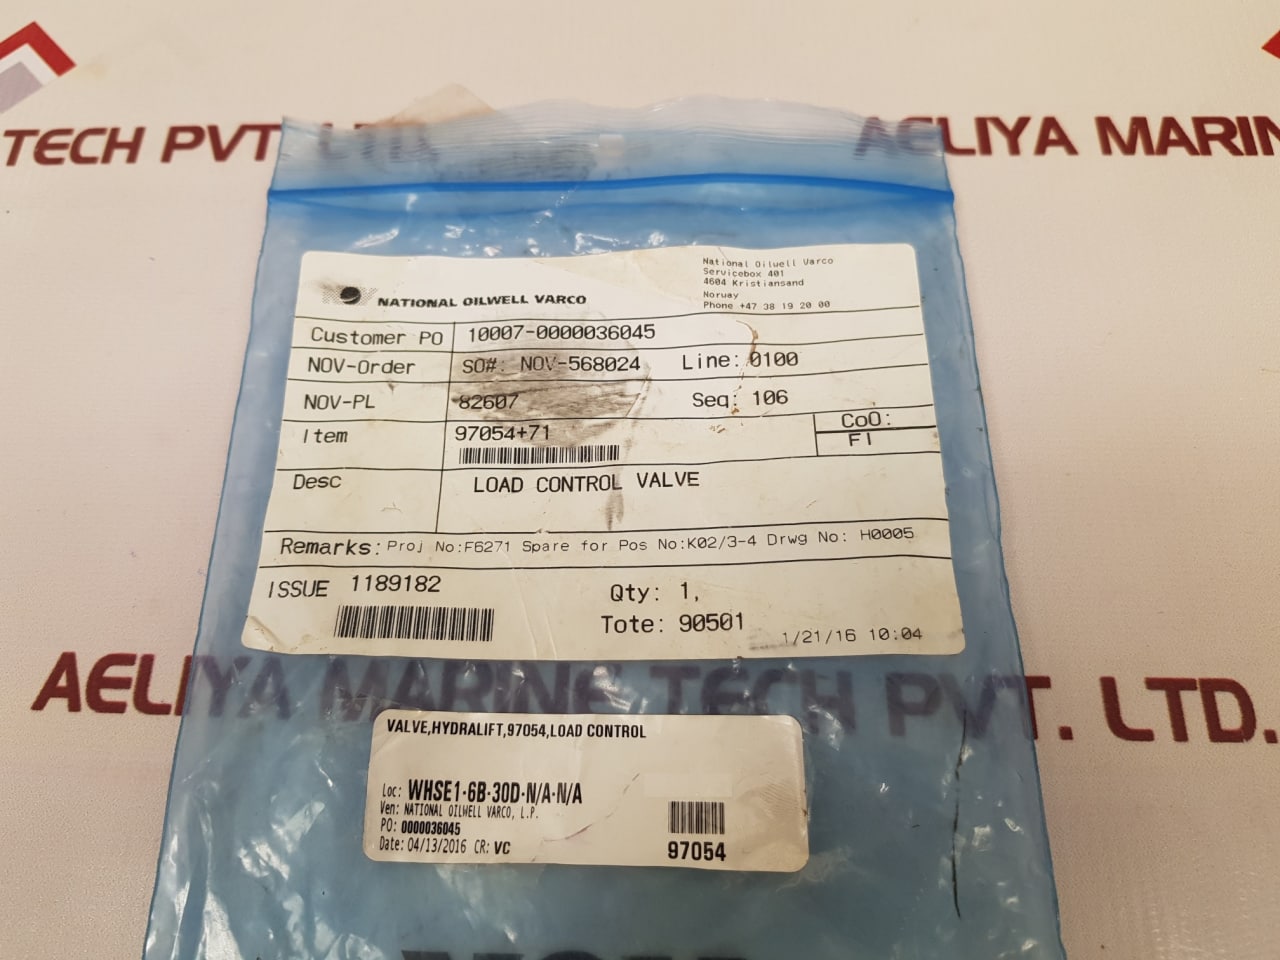 TECH PVT. LTD.
AELIYA MARIN
National Oilwell Varco
Servicebox 401
4604 Kristiansand
Norway
Phone +47 38 19 20 00
NATIONAL OILWELL VARCO
Customer PO 10007-0000036045
NOV-Order SO#: NOV-568024 Line: 0100
NOV-PL 82607 Seq: 106
Item 97054+71 CoO:
FI
Desc LOAD CONTROL VALVE
Remarks: Proj No:F6271 Spare for Pos No:K02/3-4 Drwg No: H0005
ISSUE 1189182 Qty: 1,
Tote: 90501
1/21/16 10:04
AELIYA MARINE TECH PVT. LTD.
VALVE,HYDRALIFT,97054,LOAD CONTROL
Loc: WHSE1-6B-30D-N/A-N/A
Ven: NATIONAL OILWELL VARCO, L.P.
PO: 0000036045
Date: 04/13/2016 CR: VC
97054